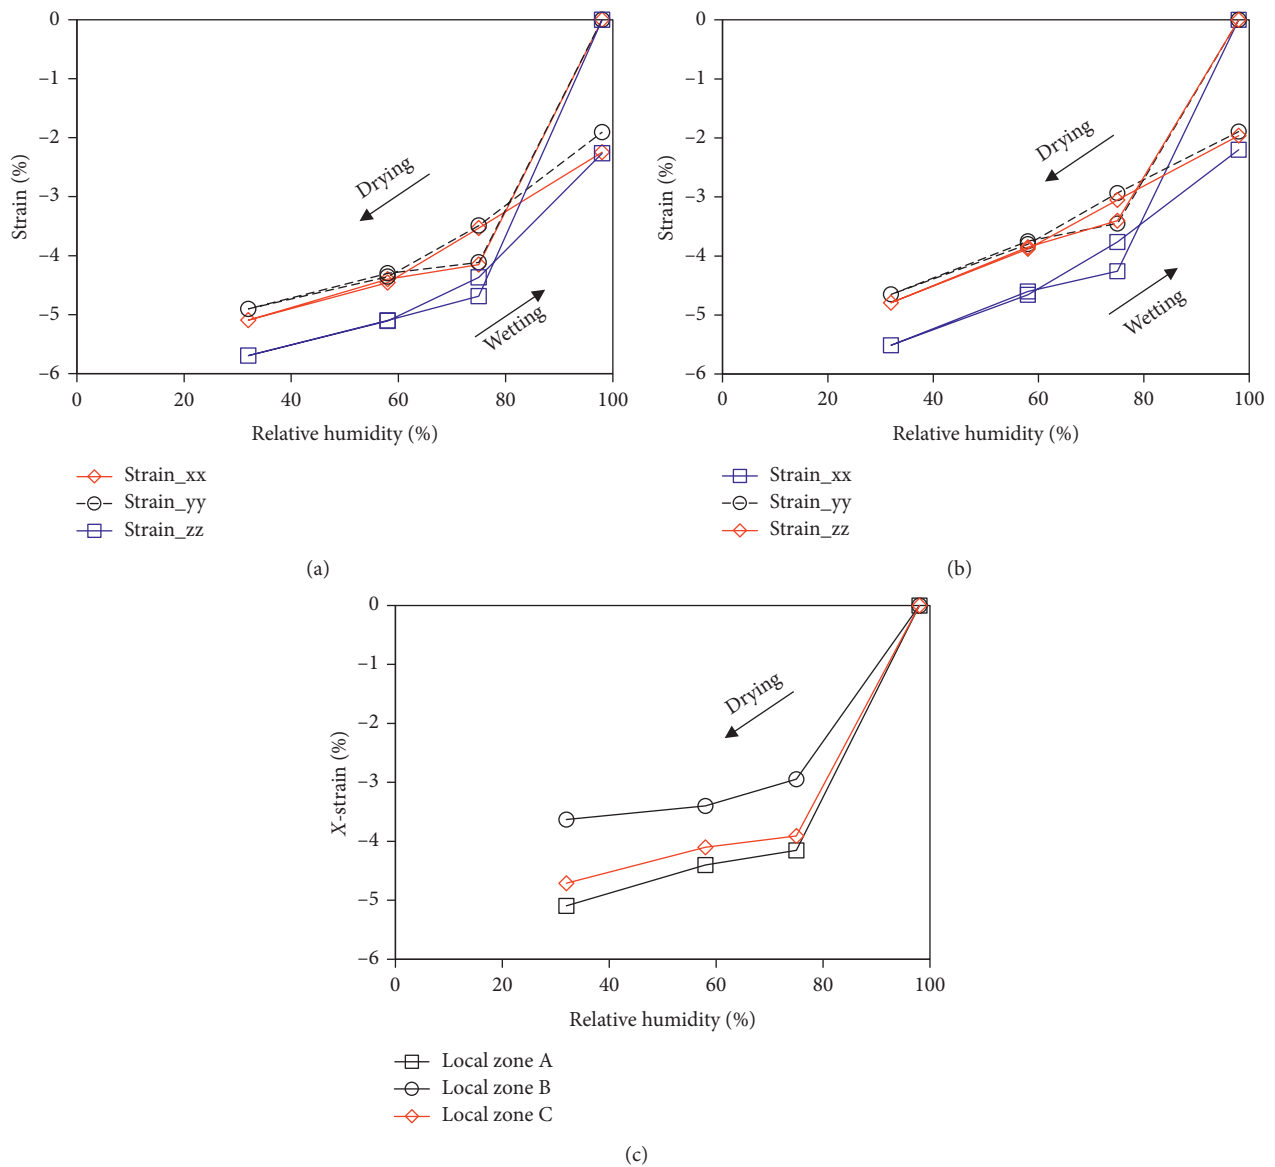 0
−1
−2
−3
−4
−5
−6
Strain (%)
Drying
Wetting
0 20 40 60 80 100
Relative humidity (%)
Strain_xx
Strain_yy
Strain_zz
(a)
0
−1
−2
−3
−4
−5
−6
Strain (%)
Drying
Wetting
0 20 40 60 80 100
Relative humidity (%)
Strain_xx
Strain_yy
Strain_zz
(b)
0
−1
−2
−3
−4
−5
−6
X-strain (%)
Drying
0 20 40 60 80 100
Relative humidity (%)
Local zone A
Local zone B
Local zone C
(c)